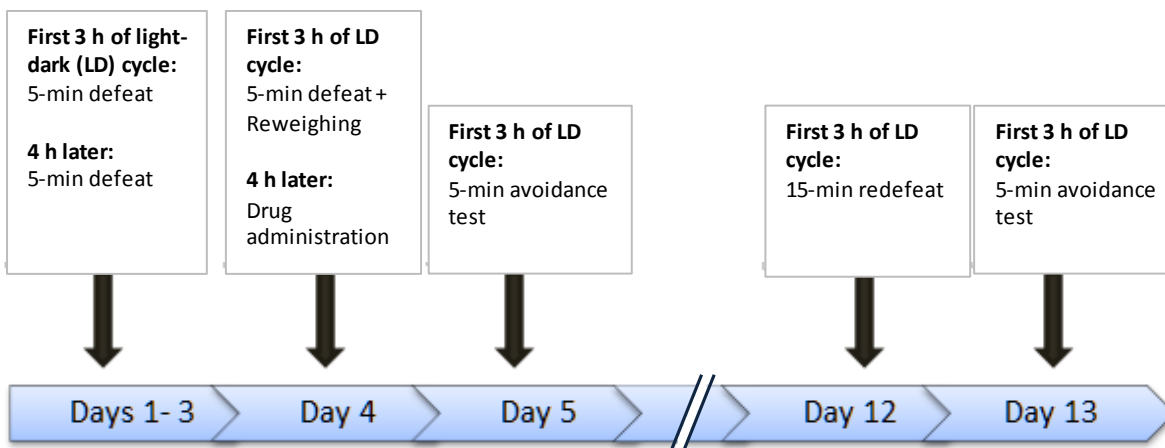 First 3 h of light-
dark (LD) cycle:
5-min defeat
4 h later:
5-min defeat
First 3 h of LD
cycle:
5-min defeat +
Reweighing
4 h later:
Drug
administration
First 3 h of LD
cycle:
5-min avoidance
test
First 3 h of LD
cycle:
15-min redefeat
First 3 h of LD
cycle:
5-min avoidance
test
Days 1- 3
Day 4
Day 5
Day 12
Day 13